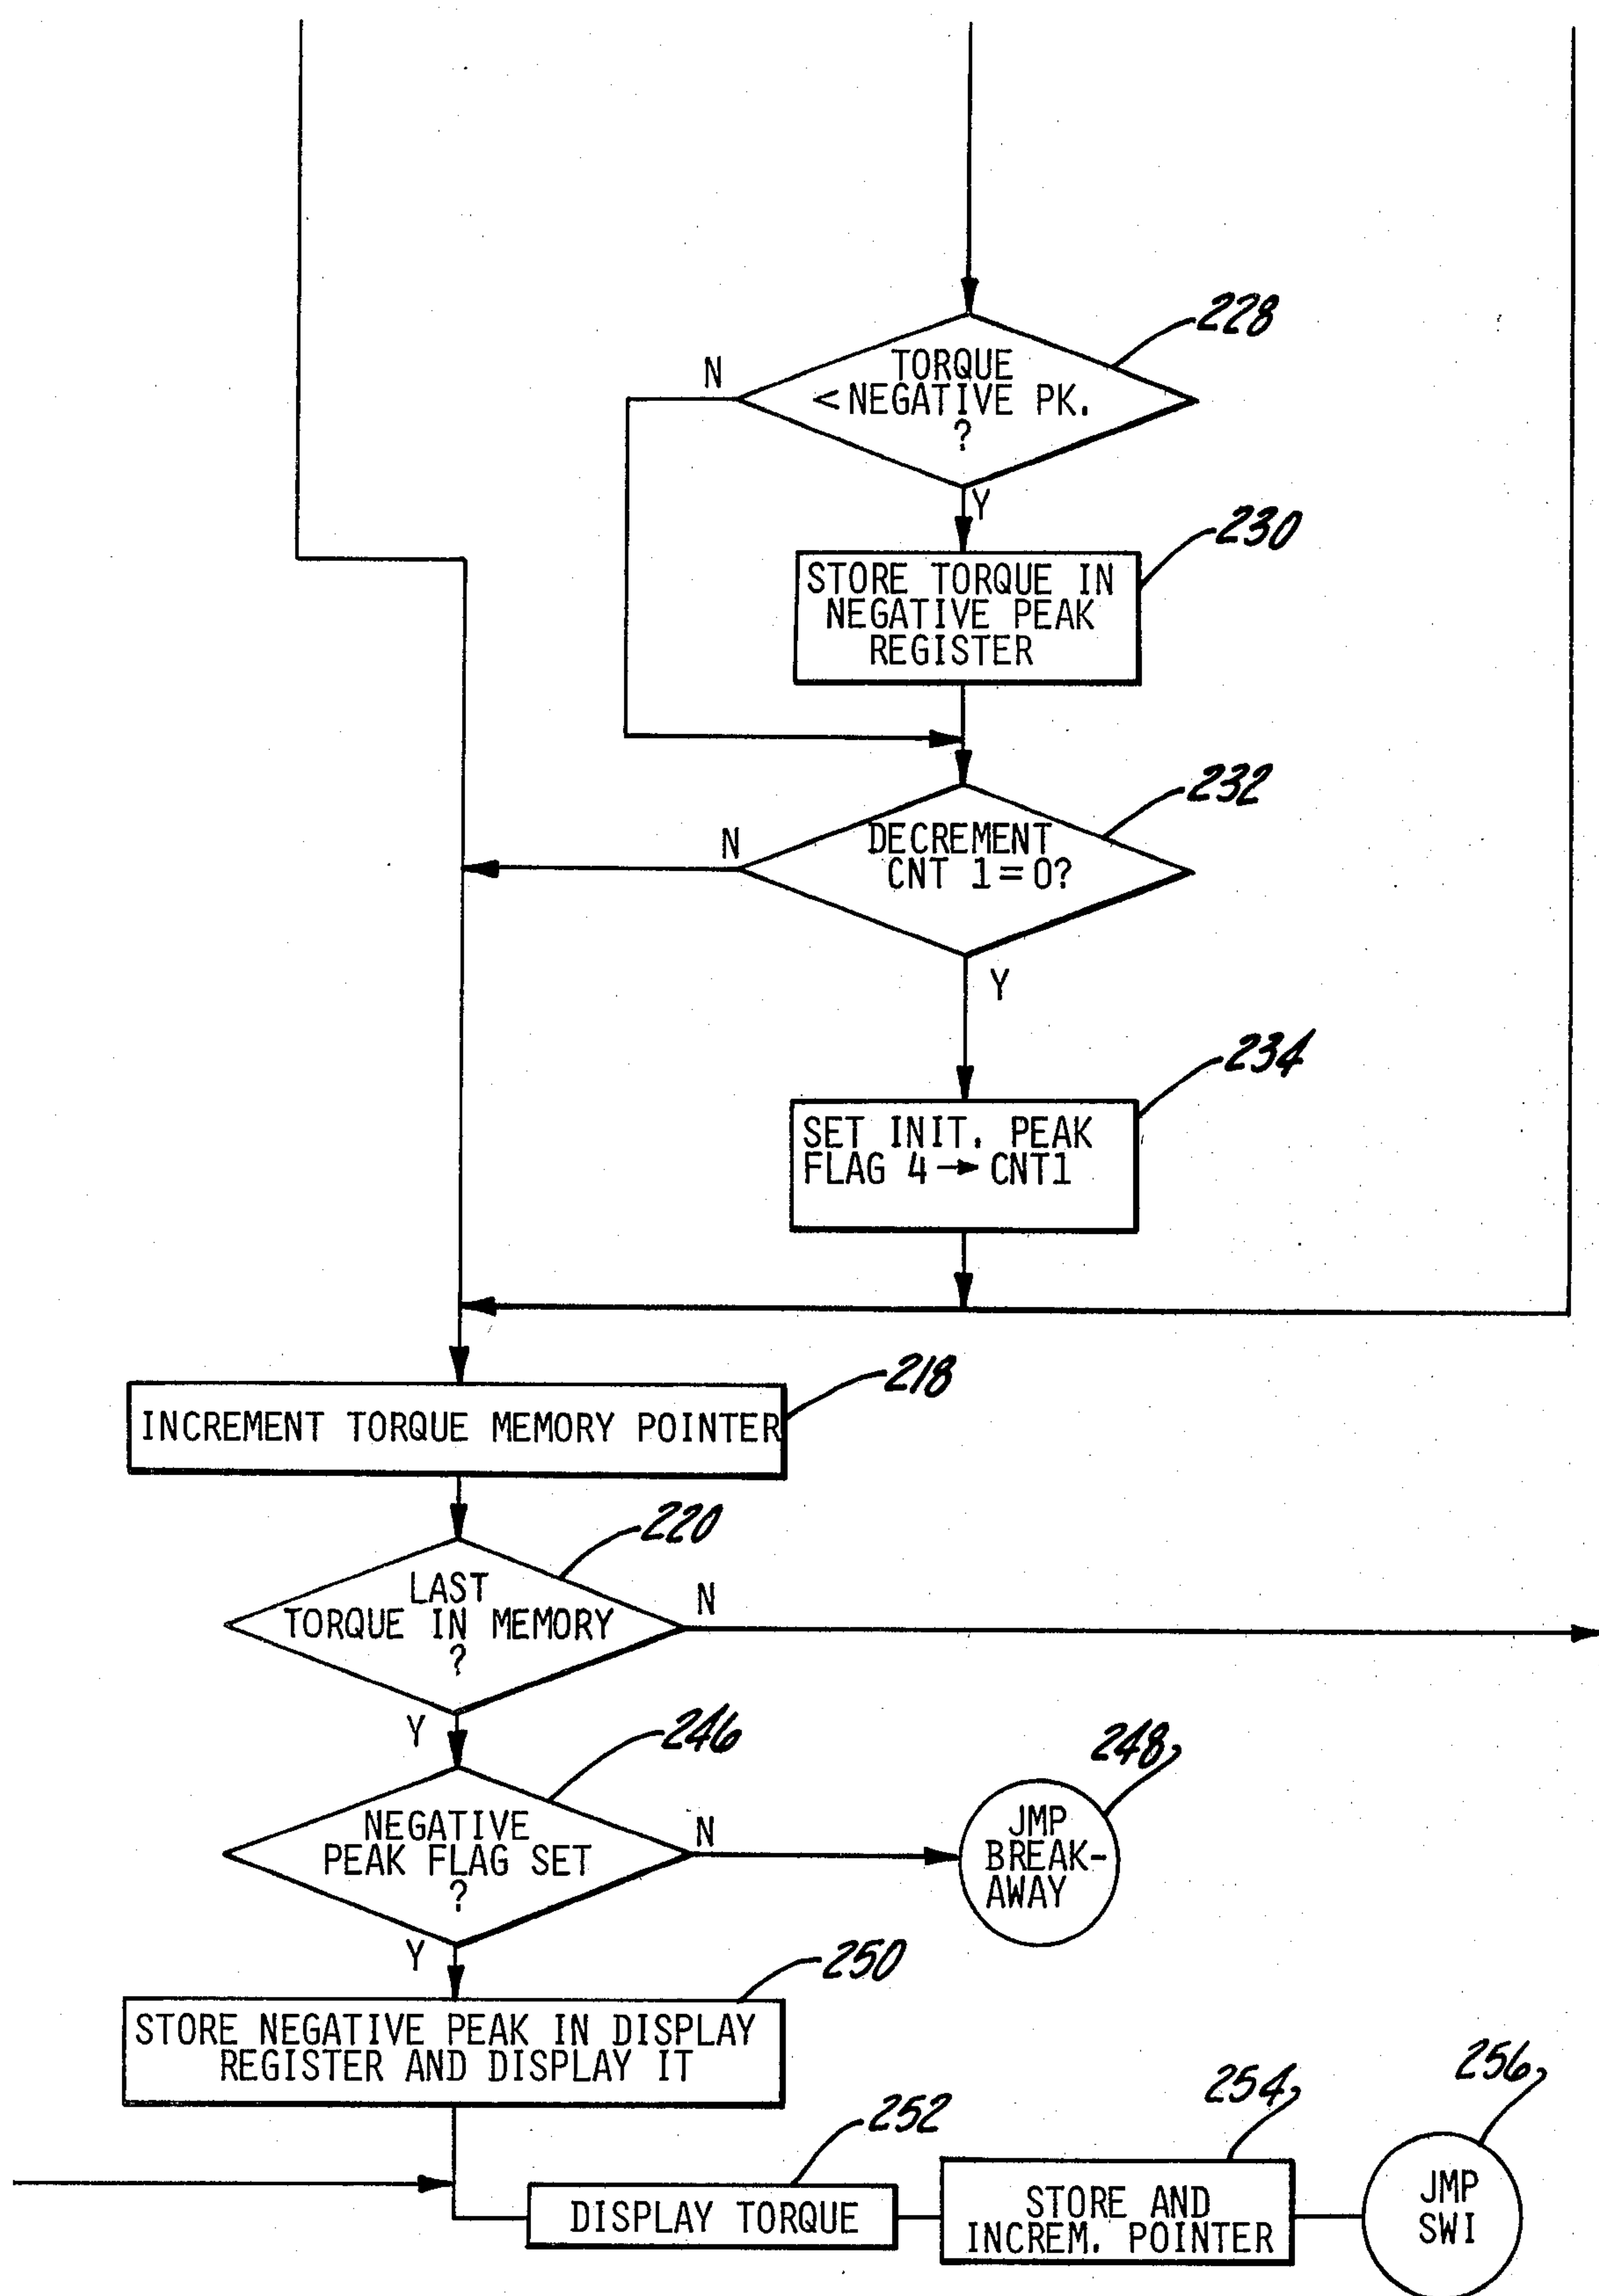 228
N
TORQUE
< NEGATIVE PK.
?
Y
230
STORE TORQUE IN
NEGATIVE PEAK
REGISTER
232
N
DECREMENT
CNT 1=0?
Y
234
SET INIT. PEAK
FLAG 4 → CNT1
218
INCREMENT TORQUE MEMORY POINTER
220
LAST
TORQUE IN MEMORY
?
N
Y
246
248
NEGATIVE
PEAK FLAG SET
?
N
JMP
BREAK-
AWAY
Y
250
STORE NEGATIVE PEAK IN DISPLAY
REGISTER AND DISPLAY IT
252
254
256
DISPLAY TORQUE
STORE AND
INCREM. POINTER
JMP
SWI